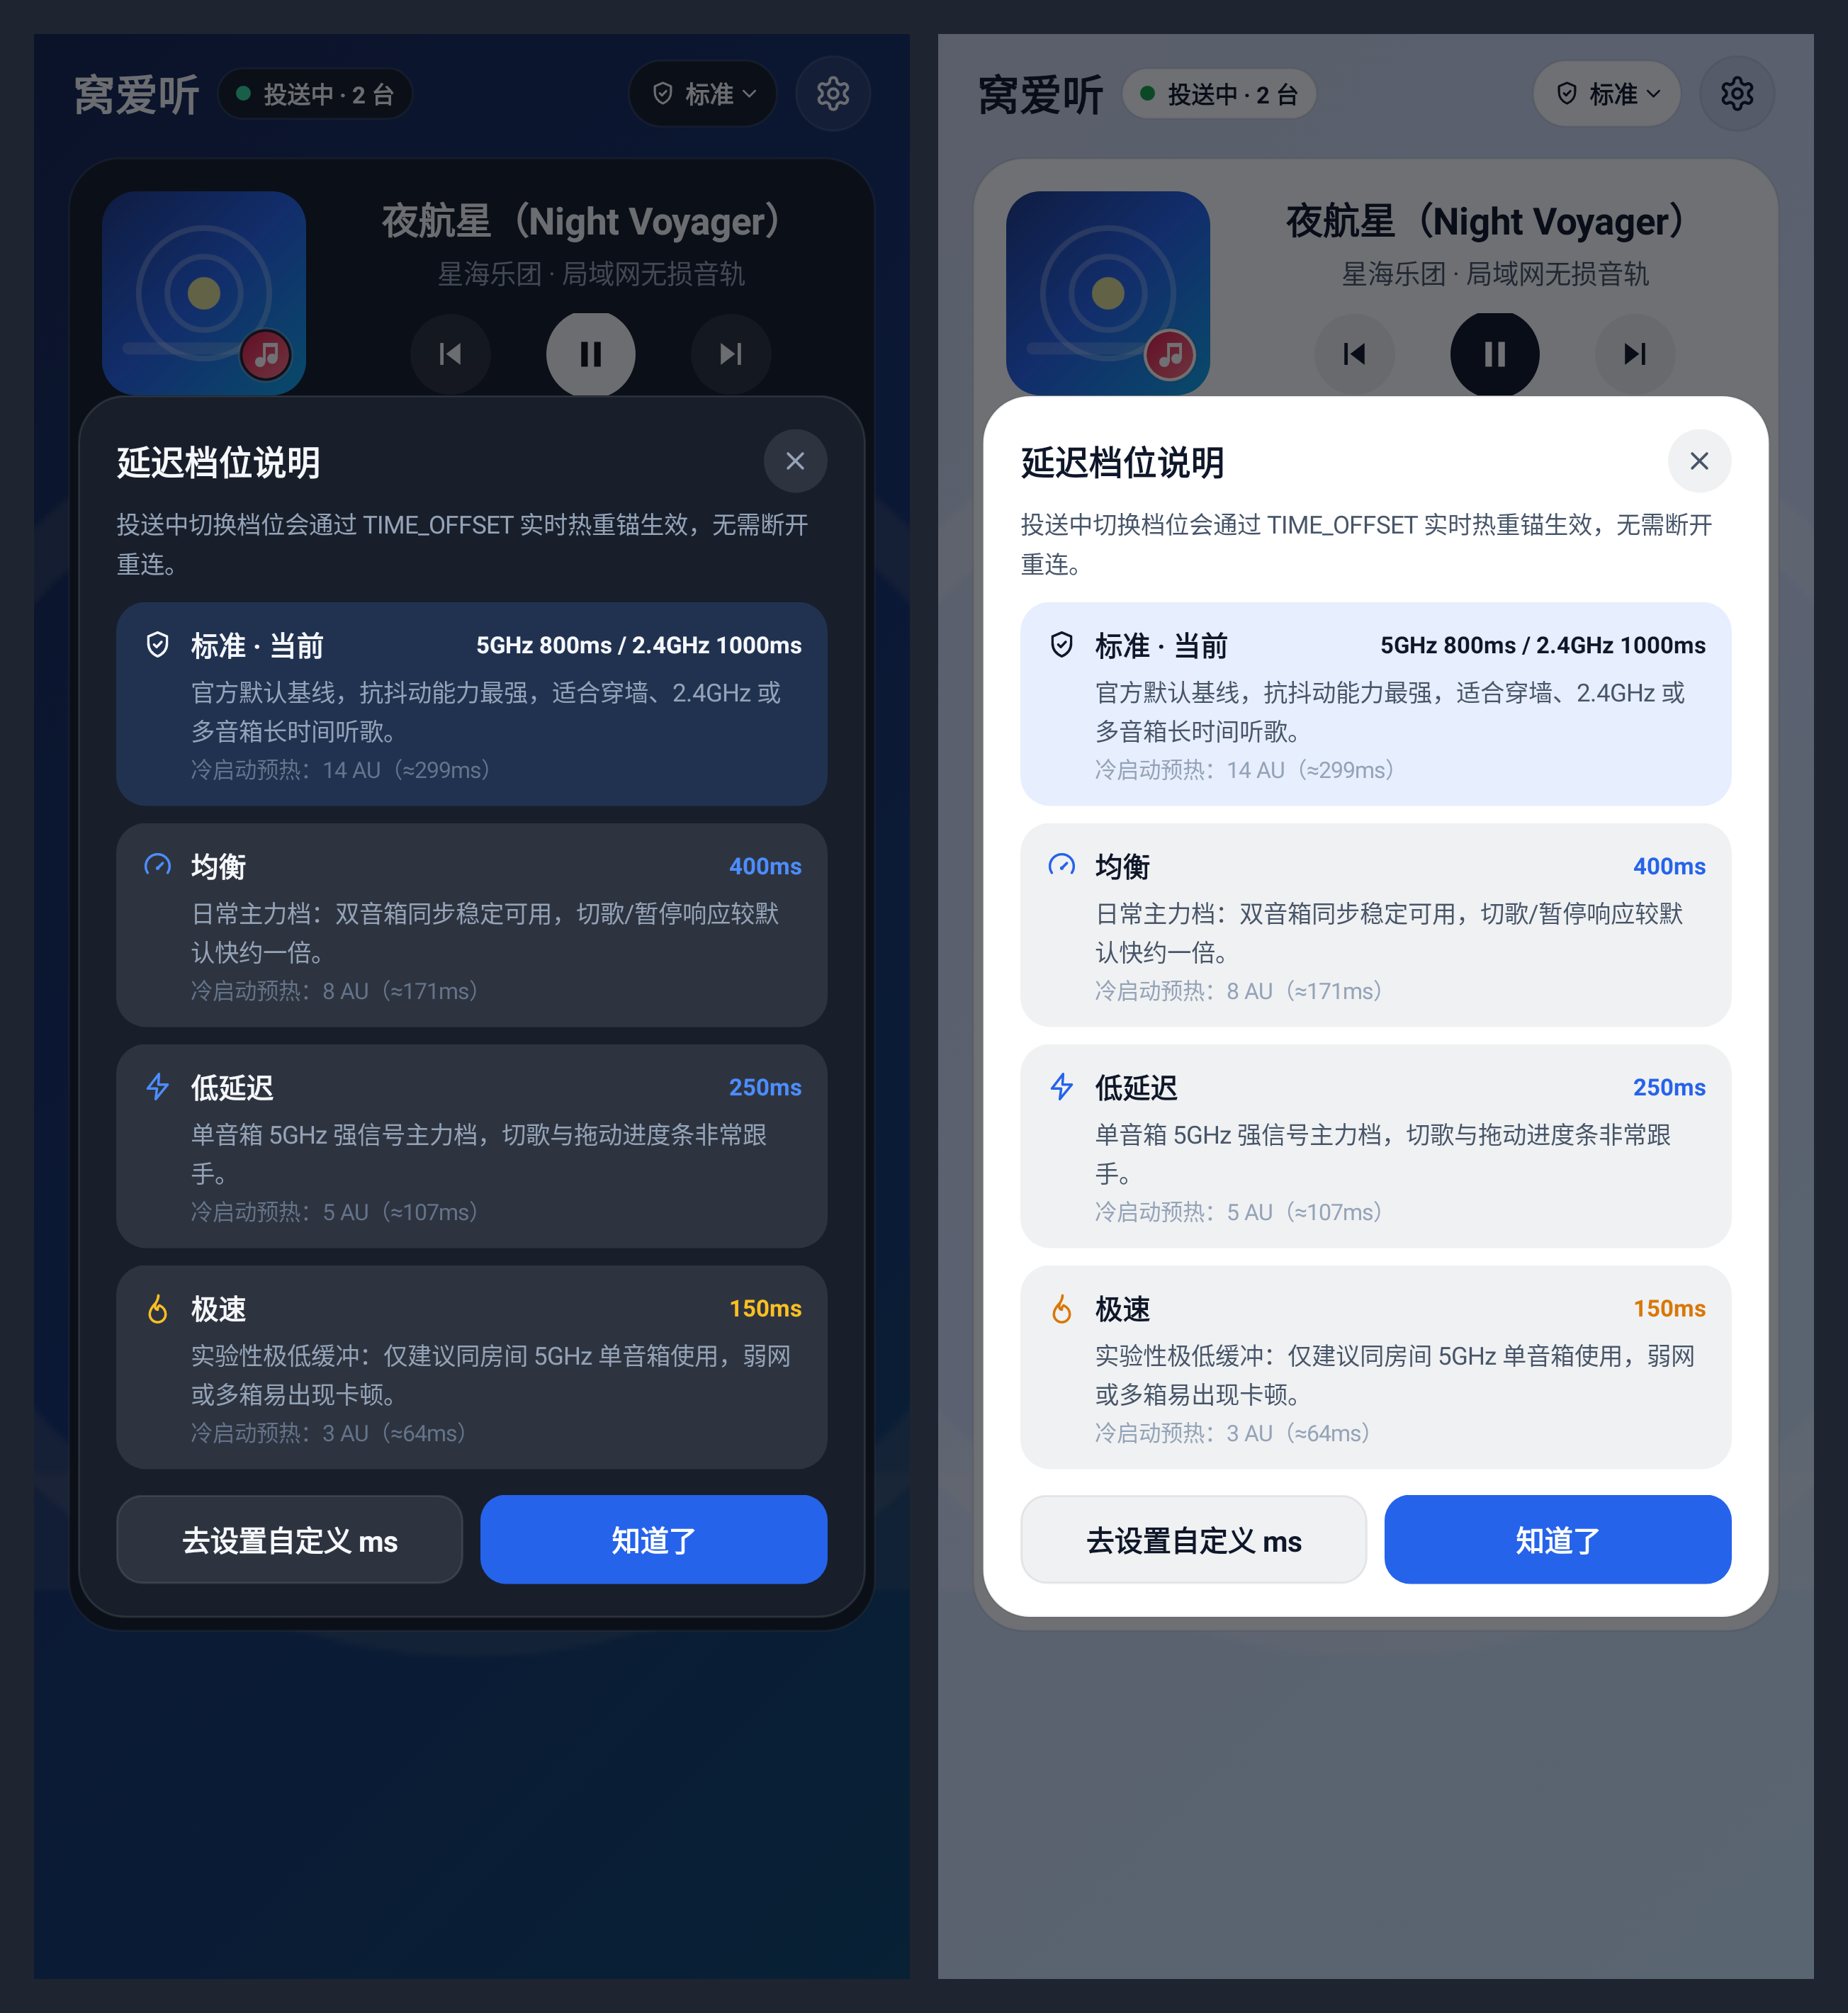 窝爱听
投送中 · 2 台
标准
夜航星（Night Voyager）
星海乐团 · 局域网无损音轨
延迟档位说明
投送中切换档位会通过 TIME_OFFSET 实时热重锚生效，无需断开
重连。
标准 · 当前
5GHz 800ms / 2.4GHz 1000ms
官方默认基线，抗抖动能力最强，适合穿墙、2.4GHz 或
多音箱长时间听歌。
冷启动预热：14 AU（≈299ms）
均衡
400ms
日常主力档：双音箱同步稳定可用，切歌/暂停响应较默
认快约一倍。
冷启动预热：8 AU（≈171ms）
低延迟
250ms
单音箱 5GHz 强信号主力档，切歌与拖动进度条非常跟
手。
冷启动预热：5 AU（≈107ms）
极速
150ms
实验性极低缓冲：仅建议同房间 5GHz 单音箱使用，弱网
或多箱易出现卡顿。
冷启动预热：3 AU（≈64ms）
去设置自定义 ms
知道了
窝爱听
投送中 · 2 台
标准
夜航星（Night Voyager）
星海乐团 · 局域网无损音轨
延迟档位说明
投送中切换档位会通过 TIME_OFFSET 实时热重锚生效，无需断开
重连。
标准 · 当前
5GHz 800ms / 2.4GHz 1000ms
官方默认基线，抗抖动能力最强，适合穿墙、2.4GHz 或
多音箱长时间听歌。
冷启动预热：14 AU（≈299ms）
均衡
400ms
日常主力档：双音箱同步稳定可用，切歌/暂停响应较默
认快约一倍。
冷启动预热：8 AU（≈171ms）
低延迟
250ms
单音箱 5GHz 强信号主力档，切歌与拖动进度条非常跟
手。
冷启动预热：5 AU（≈107ms）
极速
150ms
实验性极低缓冲：仅建议同房间 5GHz 单音箱使用，弱网
或多箱易出现卡顿。
冷启动预热：3 AU（≈64ms）
去设置自定义 ms
知道了